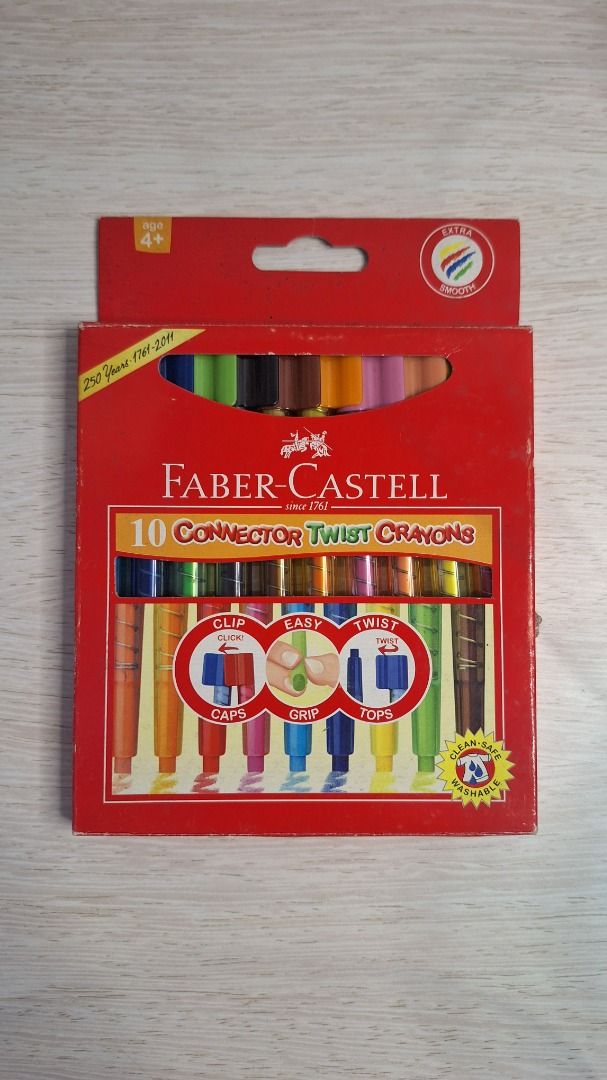 age
4+
EXTRA
SMOOTH
250 Years·1761-2011
FABER-CASTELL
since 1761
10 CONNECTOR TWIST CRAYONS
CLIP
CLICK!
CAPS
EASY
GRIP
TWIST
TWIST
TOPS
CLEAN·SAFE
WASHABLE